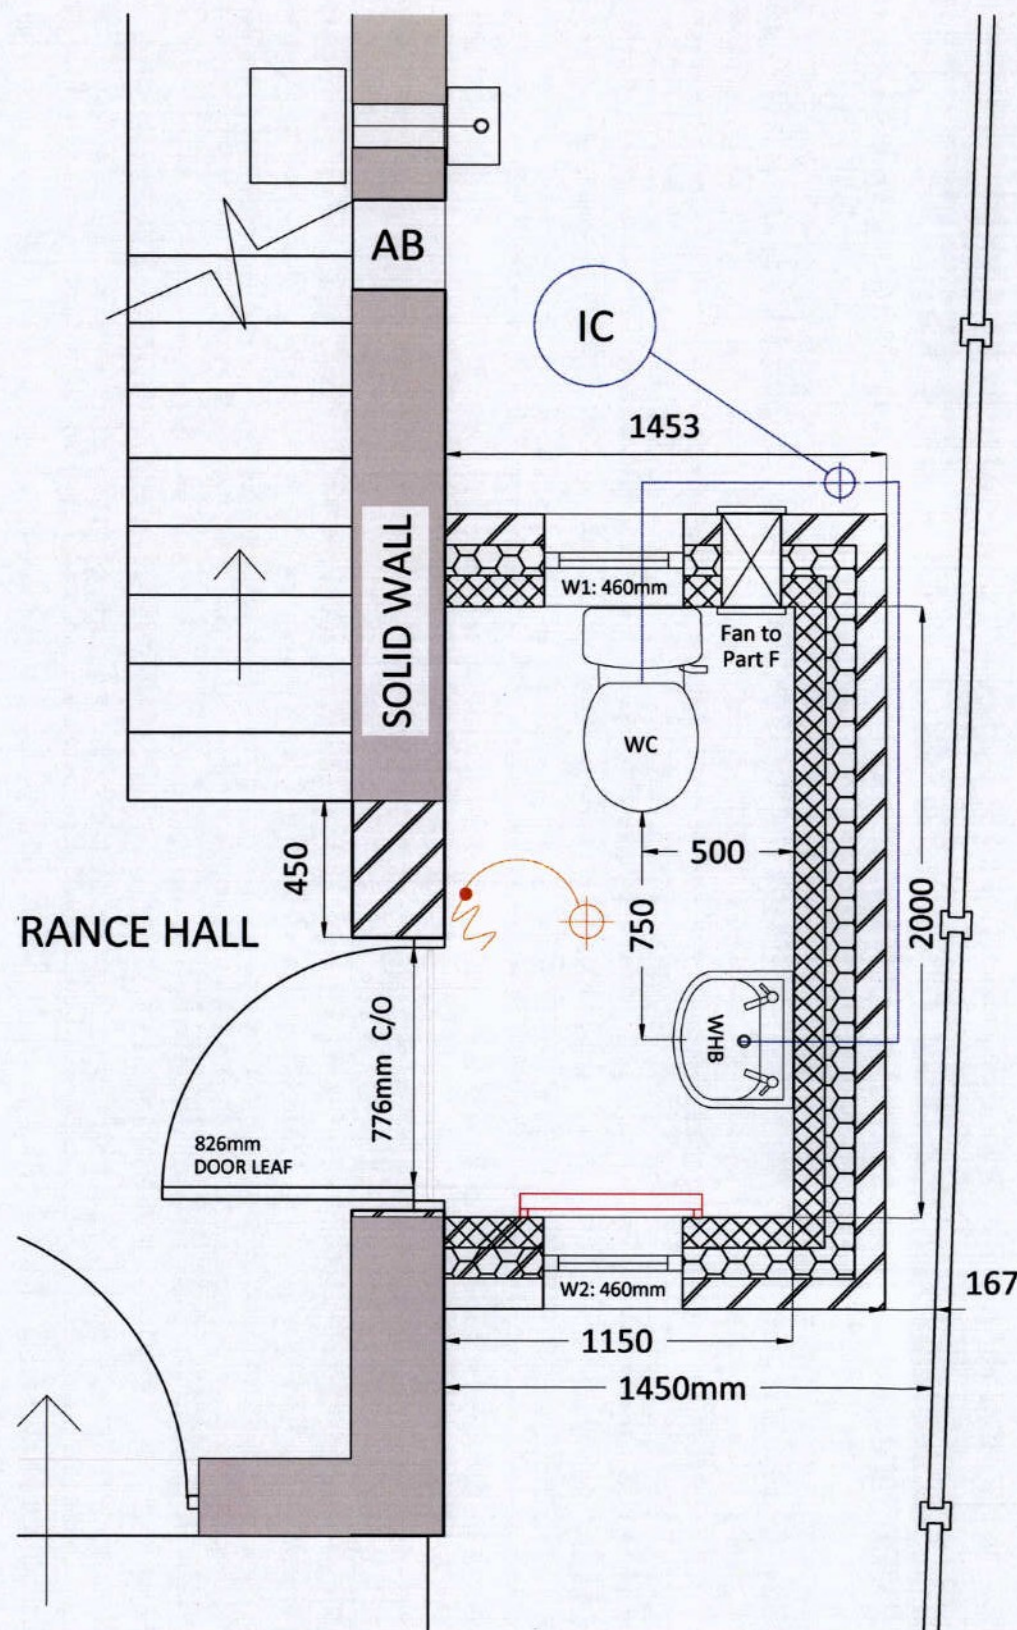 AB
IC
1453
SOLID WALL
W1: 460mm
Fan to
Part F
WC
450
500
750
2000
RANCE HALL
776mm C/O
WHB
826mm
DOOR LEAF
W2: 460mm
167
1150
1450mm